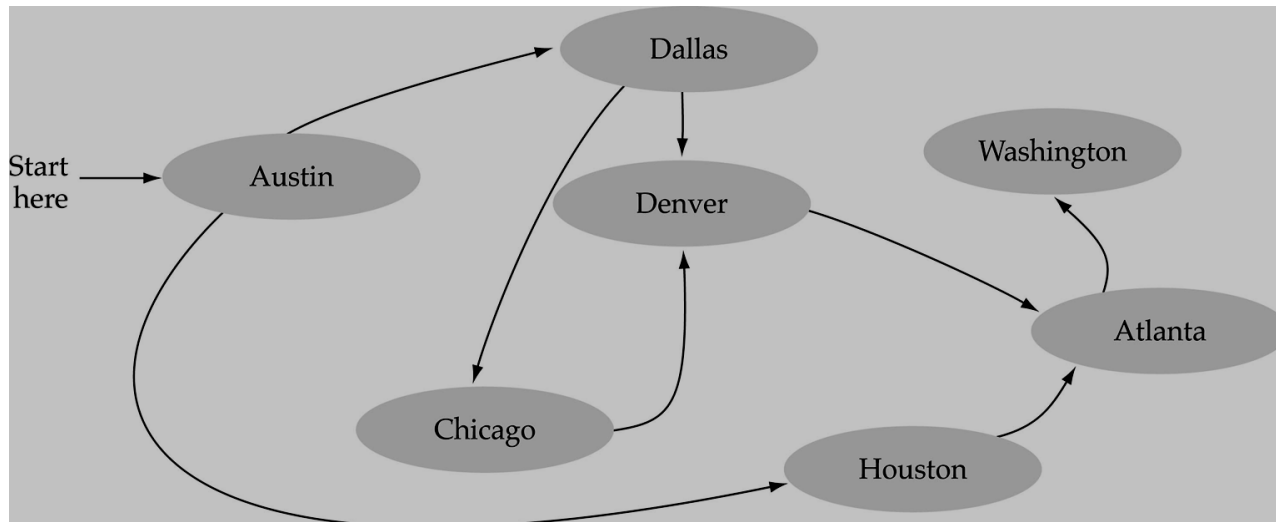 Dallas
Washington
Start
here
Austin
Denver
Atlanta
Chicago
Houston